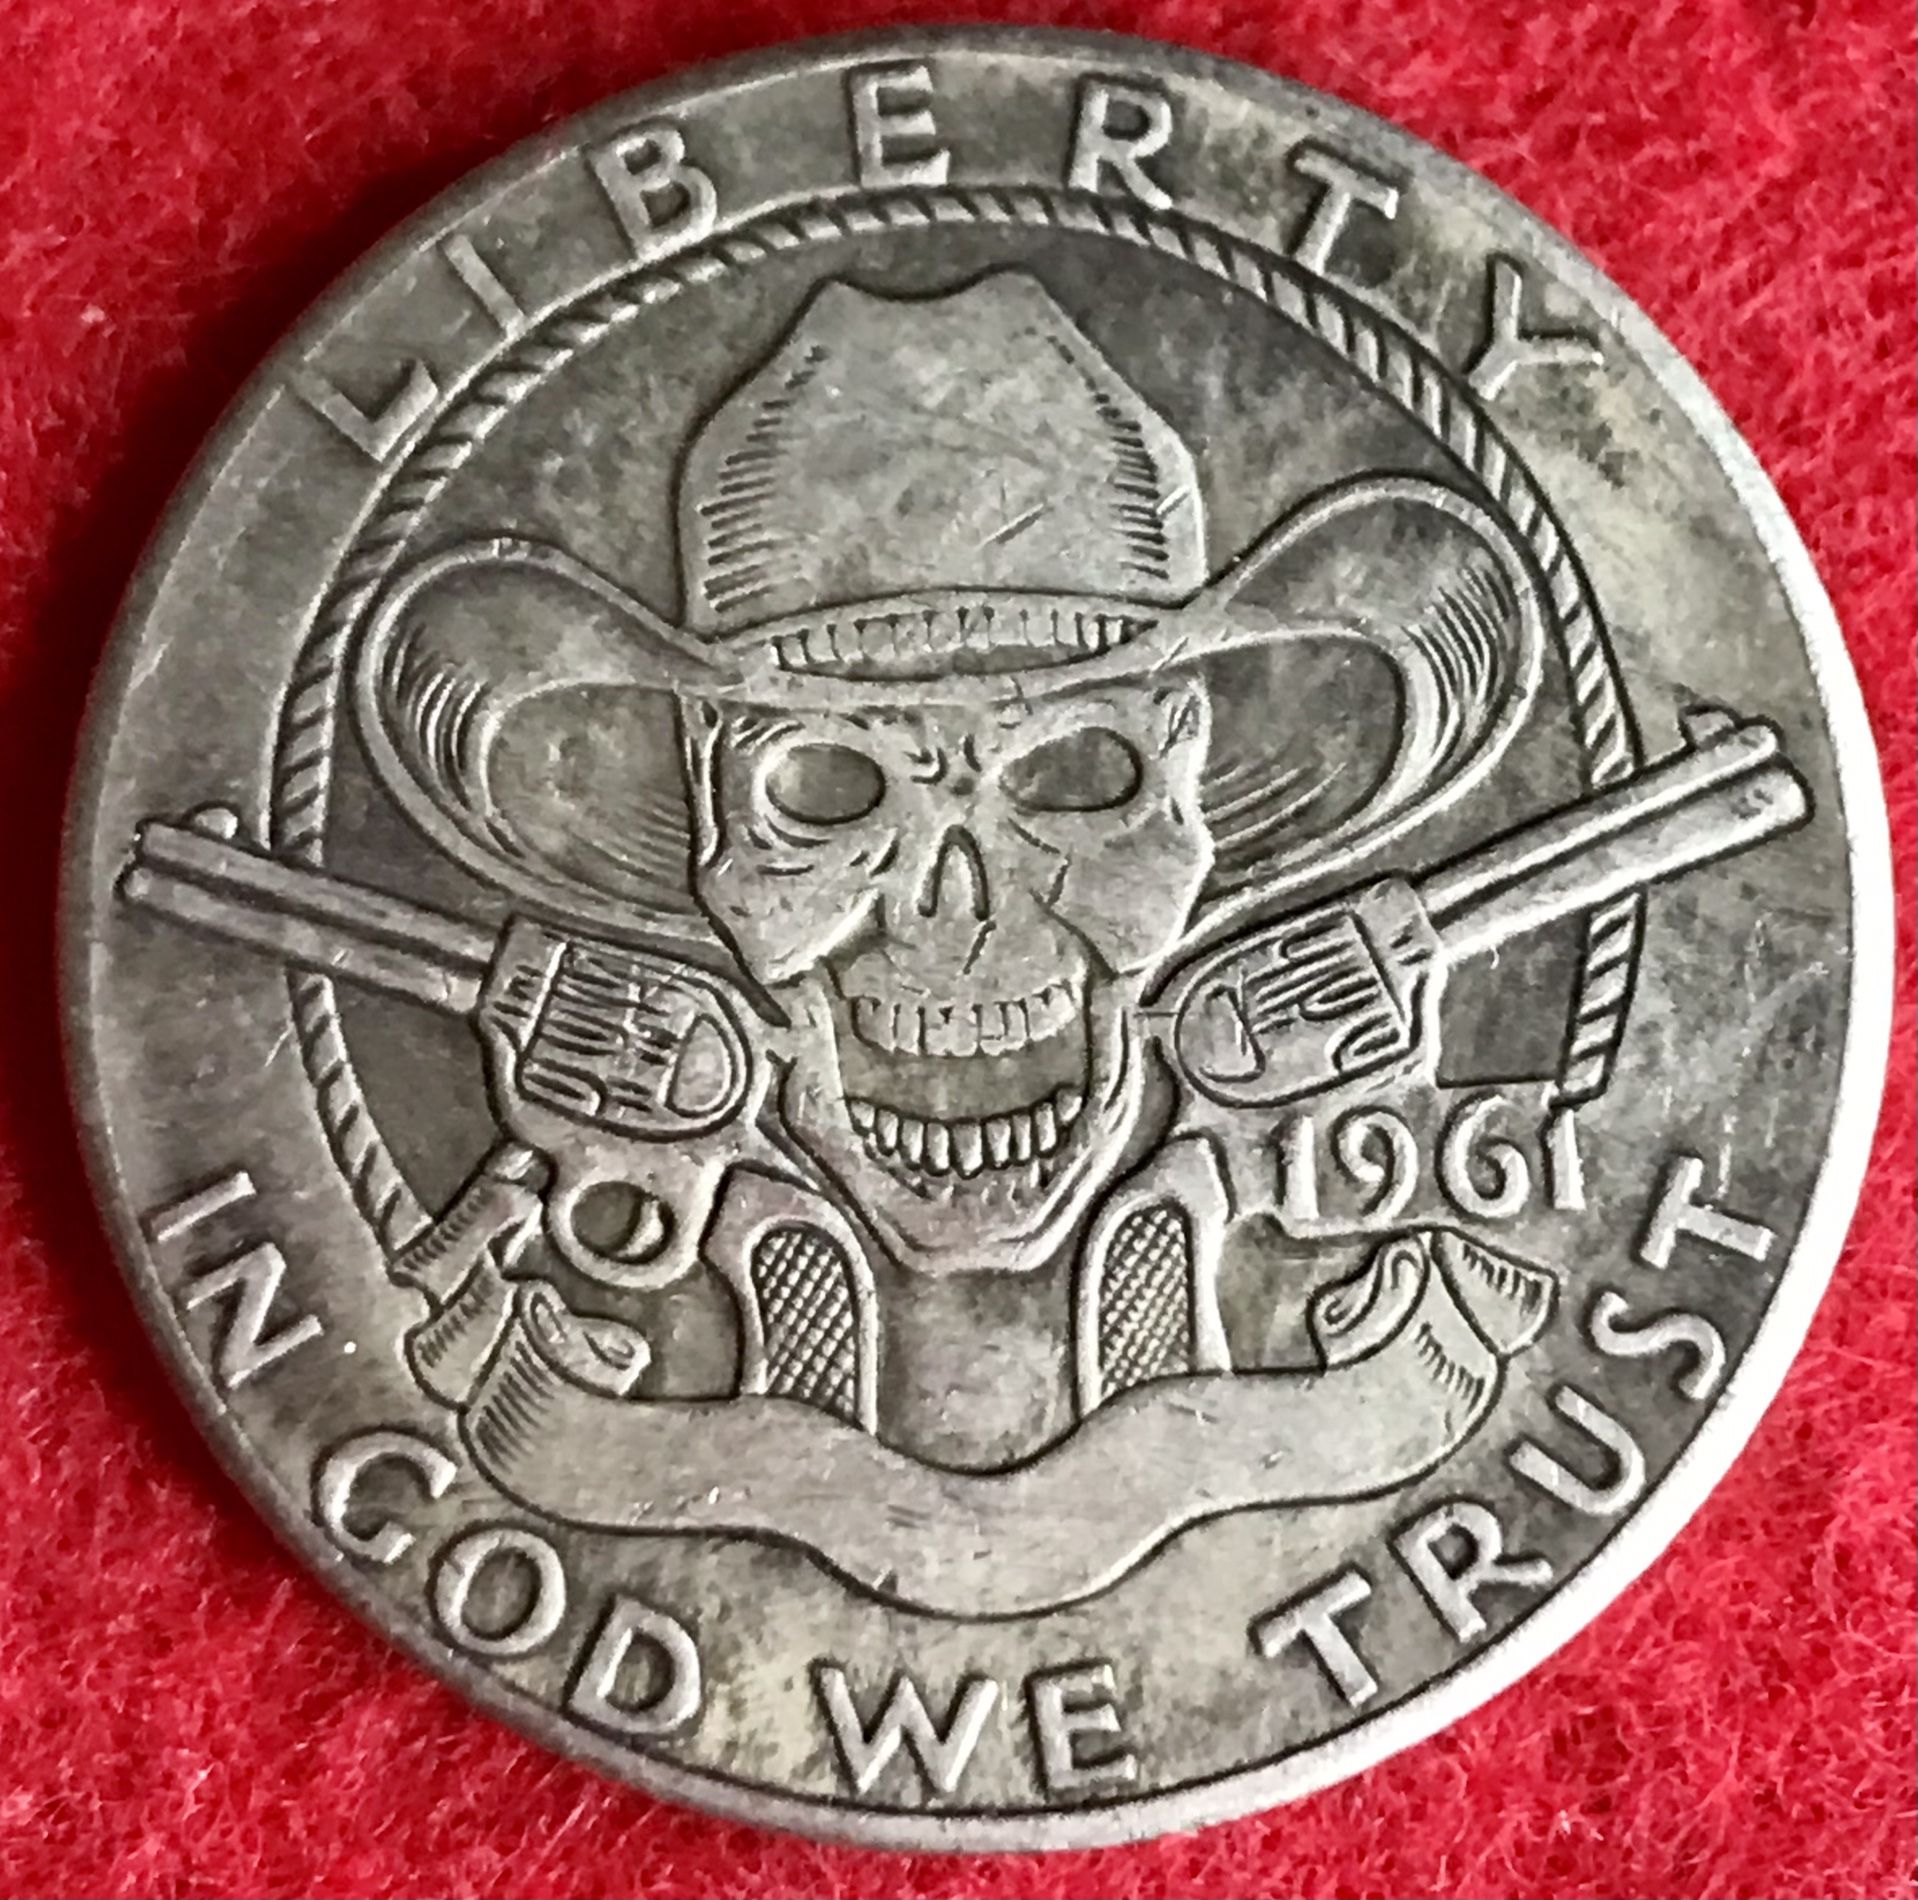 LIBERTY
1961
IN GOD WE TRUST